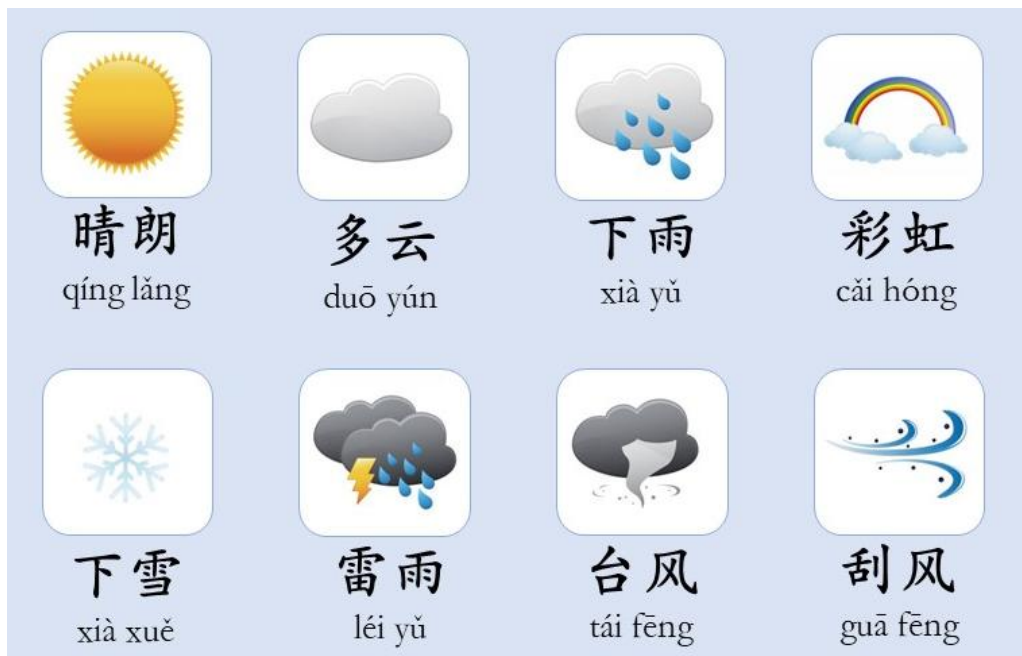 晴朗 多云 下雨 彩虹
qíng lǎng duō yún xià yǔ cǎi hóng
下雪 雷雨 台风 刮风
xià xuě léi yǔ tái fēng guā fēng